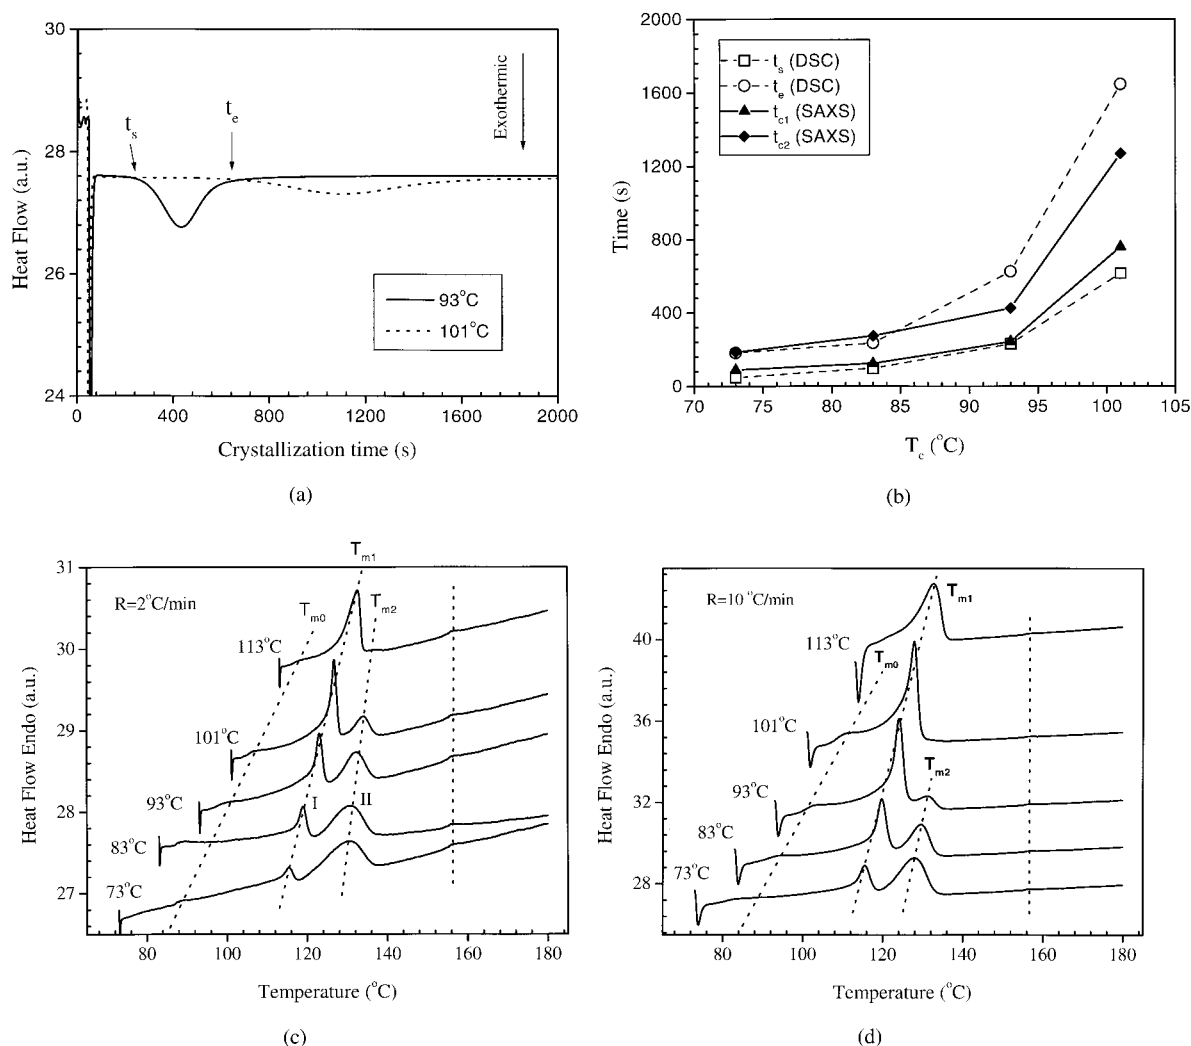 30
28
26
24
Heat Flow (a.u.)
t_s
t_e
Exothermic
93°C
101°C
0 400 800 1200 1600 2000
Crystallization time (s)
(a)
2000
1600
1200
800
400
0
Time (s)
t_s (DSC)
t_e (DSC)
t_c1 (SAXS)
t_c2 (SAXS)
70 75 80 85 90 95 100 105
T_c (°C)
(b)
31
30
29
28
27
Heat Flow Endo (a.u.)
R=2°C/min
T_m1
T_m0
T_m2
113°C
101°C
93°C
I II
83°C
73°C
80 100 120 140 160 180
Temperature (°C)
(c)
40
36
32
28
Heat Flow Endo (a.u.)
R=10 °C/min
T_m1
113°C
T_m0
101°C
T_m2
93°C
83°C
73°C
80 100 120 140 160 180
Temperature (°C)
(d)